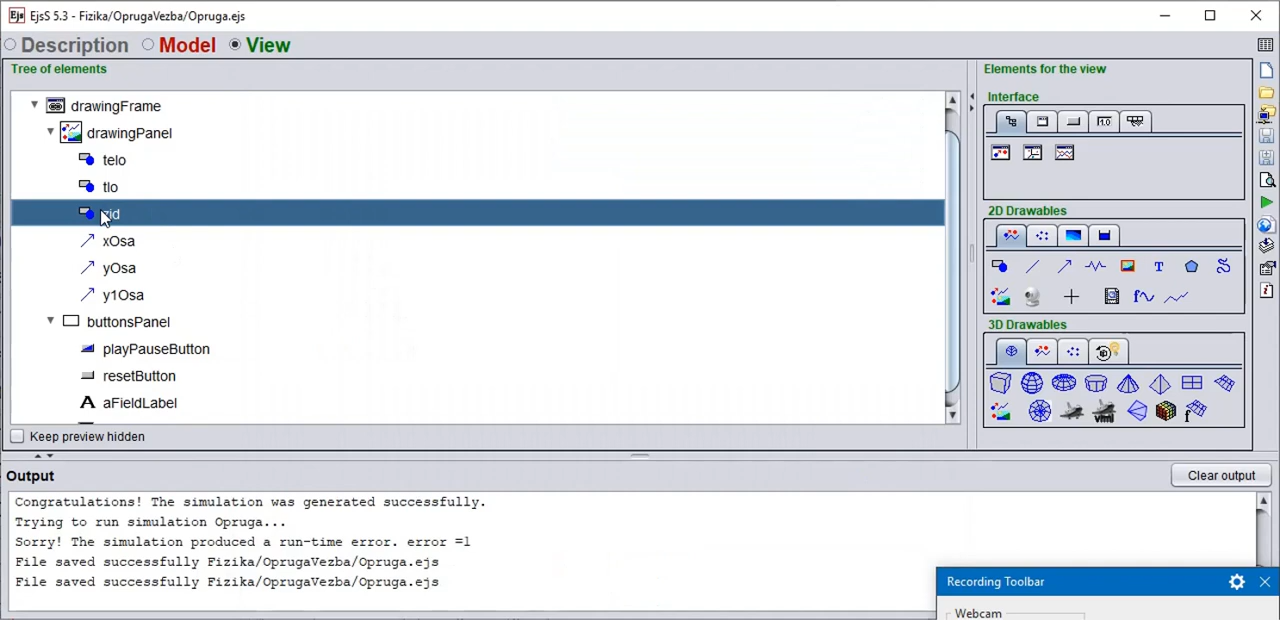 EjsS 5.3 - Fizika/OprugaVezba/Opruga.ejs
Description Model View
Tree of elements
drawingFrame
drawingPanel
telo
tlo
xOsa
yOsa
y1Osa
buttonsPanel
playPauseButton
resetButton
A aFieldLabel
Keep preview hidden
Elements for the view
Interface
2D Drawables
T
3D Drawables
Output
Clear output
Congratulations! The simulation was generated successfully.
Trying to run simulation Opruga...
Sorry! The simulation produced a run-time error. error =1
File saved successfully Fizika/OprugaVezba/Opruga.ejs
File saved successfully Fizika/OprugaVezba/Opruga.ejs
Recording Toolbar
Webcam